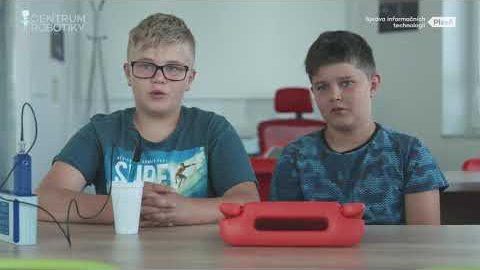 CENTRUM
ROBOTIKY
Správa informačních
technologií
Plzeň
SURF